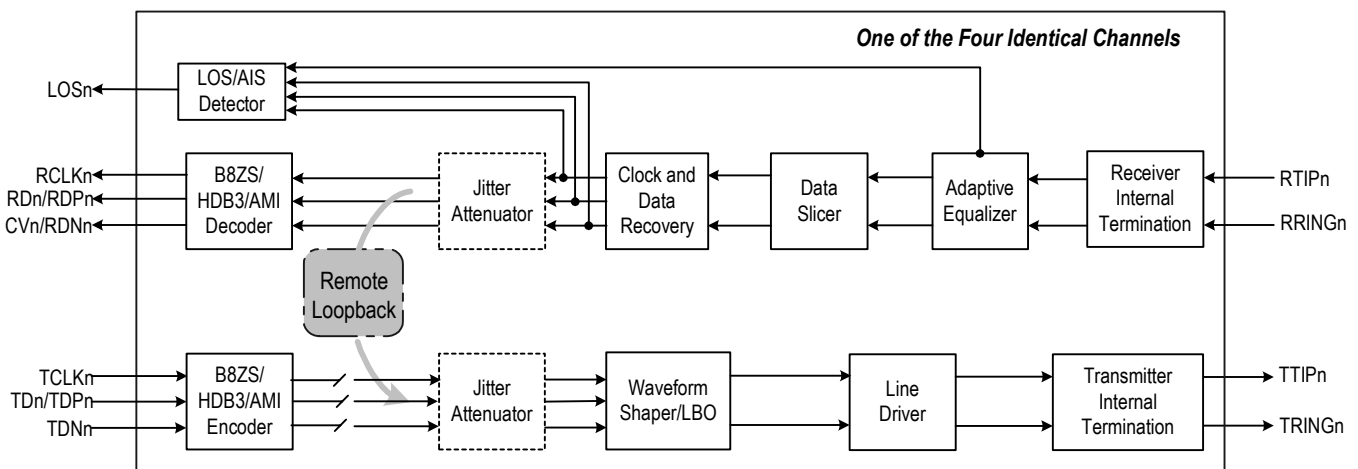 One of the Four Identical Channels
LOSn
LOS/AIS
Detector
RCLKn
RDn/RDPn
CVn/RDNn
B8ZS/
HDB3/AMI
Decoder
Jitter
Attenuator
Clock and
Data
Recovery
Data
Slicer
Adaptive
Equalizer
Receiver
Internal
Termination
RTIPn
RRINGn
Remote
Loopback
TCLKn
TDn/TDPn
TDNn
B8ZS/
HDB3/AMI
Encoder
Jitter
Attenuator
Waveform
Shaper/LBO
Line
Driver
Transmitter
Internal
Termination
TTIPn
TRINGn